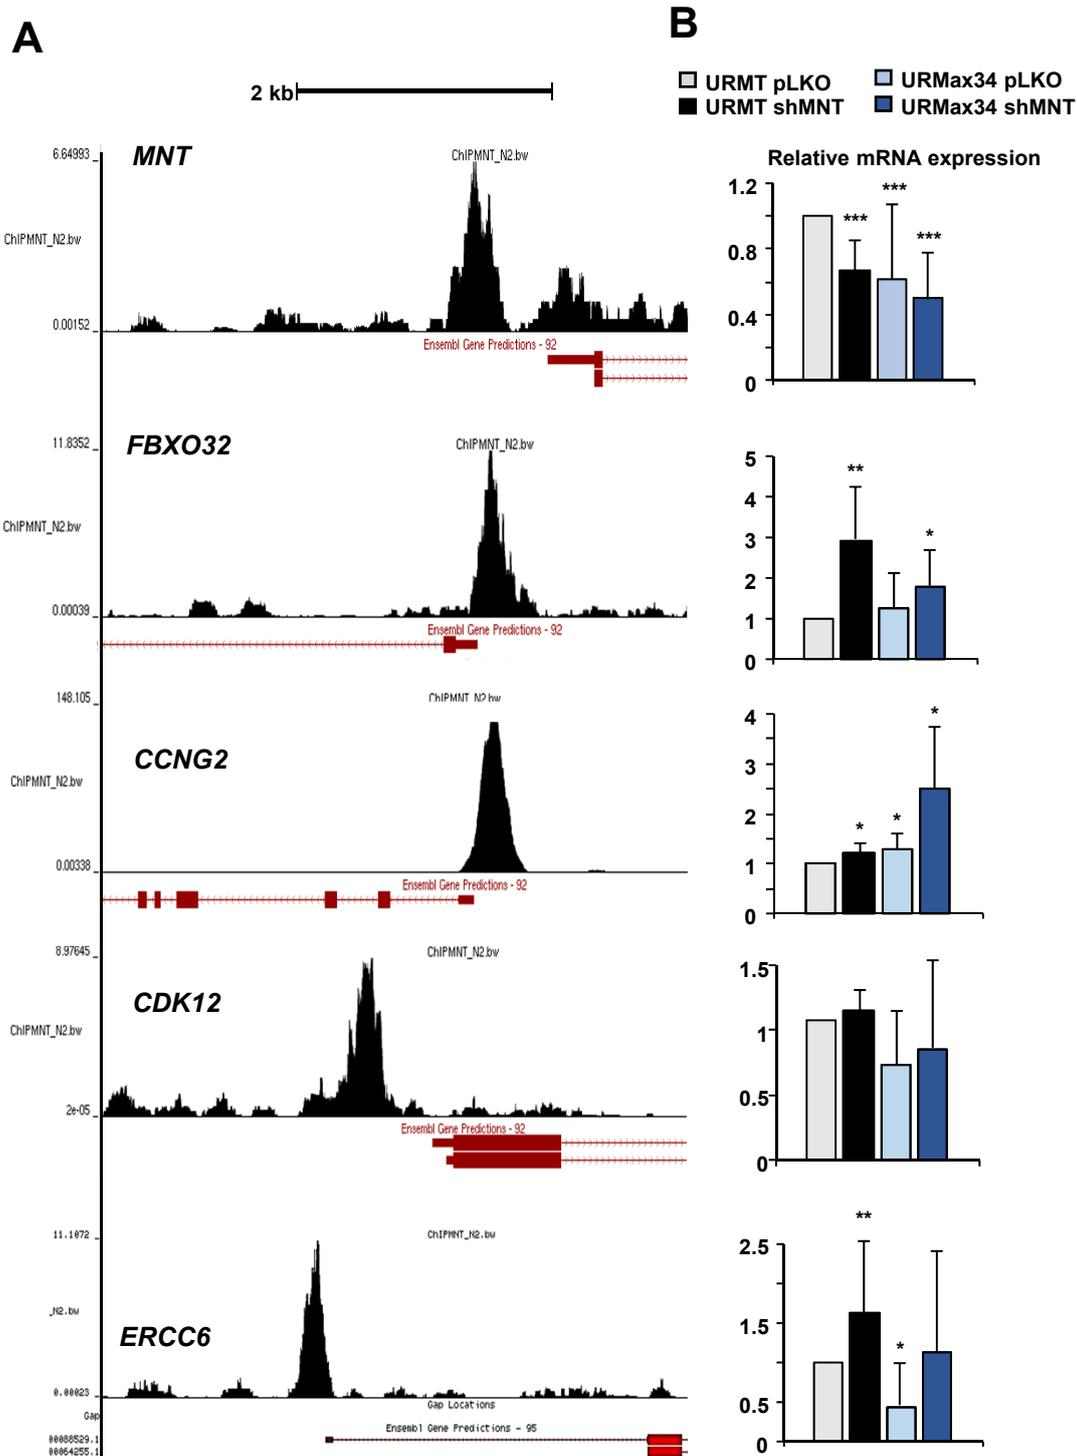 A
B
2 kb
URMT pLKO
URMax34 pLKO
URMT shMNT
URMax34 shMNT
Relative mRNA expression
6.64993
MNT
ChIPMNT_N2.bw
ChIPMNT_N2.bw
0.00152
Ensembl Gene Predictions - 92
1.2
***
***
***
0.8
0.4
0
11.8352
FBXO32
ChIPMNT_N2.bw
ChIPMNT_N2.bw
0.00039
Ensembl Gene Predictions - 92
5
**
4
3
*
2
1
0
148.105
ChIPMNT_N2.bw
CCNG2
ChIPMNT_N2.bw
0.00338
Ensembl Gene Predictions - 92
4
*
3
2
*
*
1
0
8.97645
ChIPMNT_N2.bw
CDK12
ChIPMNT_N2.bw
2e-05
Ensembl Gene Predictions - 92
1.5
1
0.5
0
11.1072
ChIPMNT_N2.bw
_N2.bw
ERCC6
0.00023
Gap Locations
Gap
Ensembl Gene Predictions - 95
00088529.1
00064255.1
**
2.5
1.5
*
0.5
0